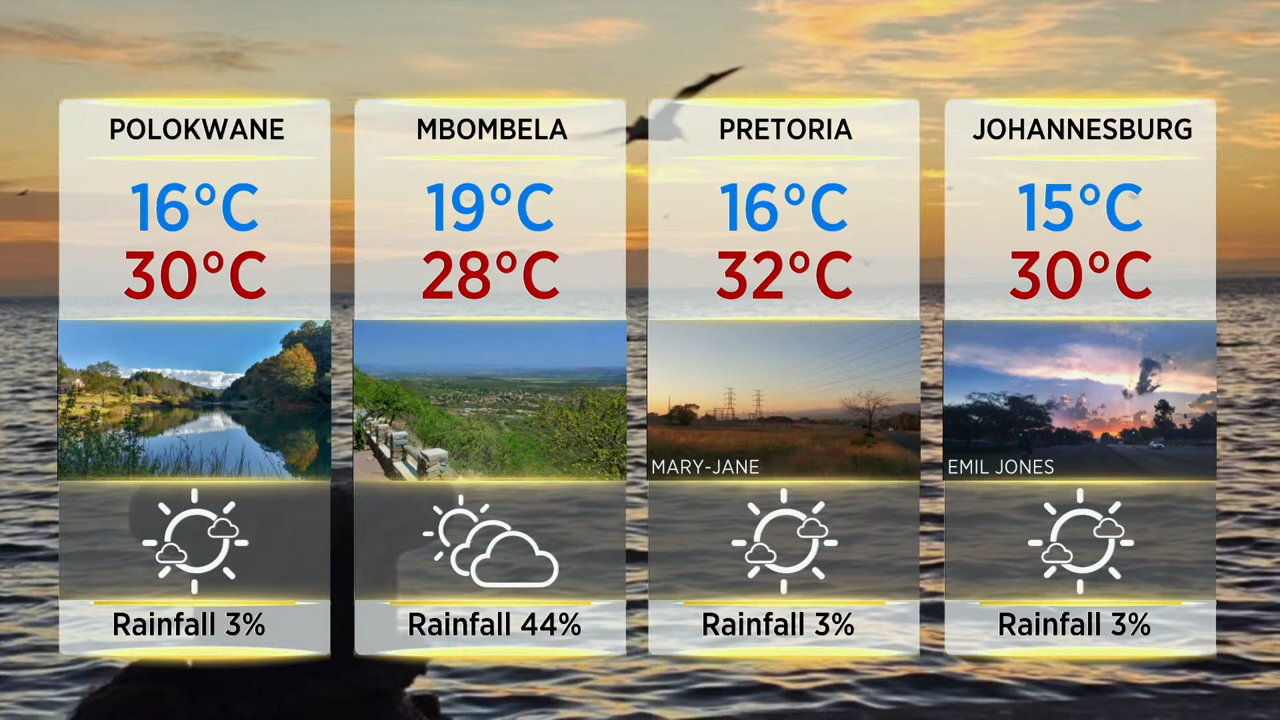 POLOKWANE
16°C
30°C
Rainfall 3%
MBOMBELA
19°C
28°C
Rainfall 44%
PRETORIA
16°C
32°C
MARY-JANE
Rainfall 3%
JOHANNESBURG
15°C
30°C
EMIL JONES
Rainfall 3%